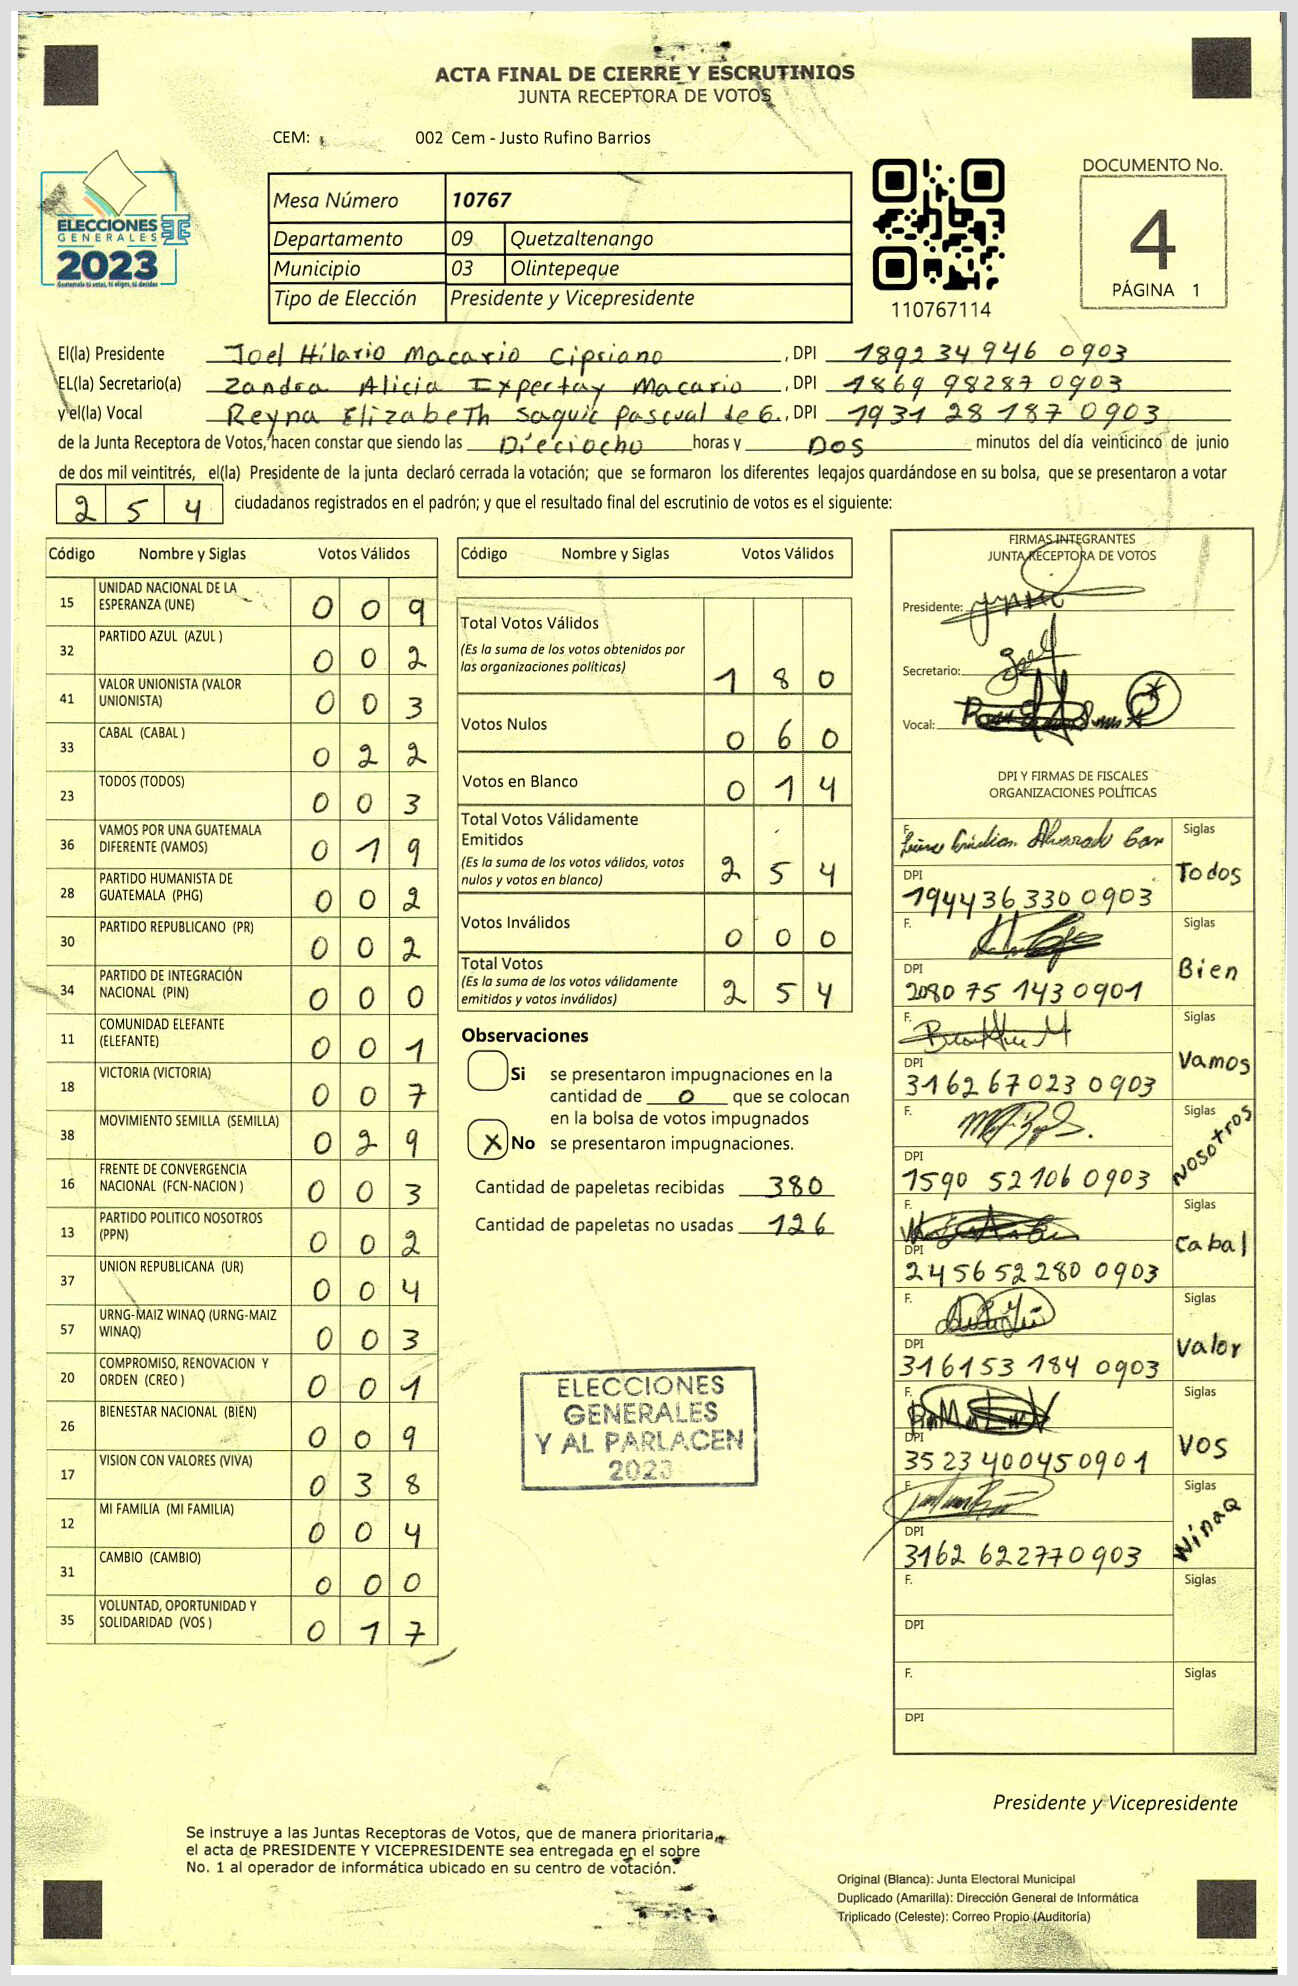 ACTA FINAL DE CIERRE Y ESCRUTINIOS
JUNTA RECEPTORA DE VOTOS
CEM: 002 Cem - Justo Rufino Barrios
ELECCIONES
GENERALES
2023
Guatemala tú votas, tú eliges, tú decides
Mesa Número 10767
Departamento 09 Quetzaltenango
Municipio 03 Olintepeque
Tipo de Elección Presidente y Vicepresidente
110767114
DOCUMENTO No.
4
PÁGINA 1
El(la) Presidente Joel Hilario Macario Cipriano, DPI 1892 34946 0903
EL(la) Secretario(a) Zandra Alicia Ixpertay Macario, DPI 1869 98287 0903
y el(la) Vocal Reyna Elizabeth Saquic Pascual de G., DPI 1931 28187 0903
de la Junta Receptora de Votos, hacen constar que siendo las Dieciocho horas y Dos minutos del día veinticinco de junio
de dos mil veintitrés, el(la) Presidente de la junta declaró cerrada la votación; que se formaron los diferentes legajos quardándose en su bolsa, que se presentaron a votar
2 5 4 ciudadanos registrados en el padrón; y que el resultado final del escrutinio de votos es el siguiente:
Código Nombre y Siglas Votos Válidos
15 UNIDAD NACIONAL DE LA ESPERANZA (UNE) 0 0 9
32 PARTIDO AZUL (AZUL ) 0 0 2
41 VALOR UNIONISTA (VALOR UNIONISTA) 0 0 3
33 CABAL (CABAL ) 0 2 2
23 TODOS (TODOS) 0 0 3
36 VAMOS POR UNA GUATEMALA DIFERENTE (VAMOS) 0 1 9
28 PARTIDO HUMANISTA DE GUATEMALA (PHG) 0 0 2
30 PARTIDO REPUBLICANO (PR) 0 0 2
34 PARTIDO DE INTEGRACIÓN NACIONAL (PIN) 0 0 0
11 COMUNIDAD ELEFANTE (ELEFANTE) 0 0 1
18 VICTORIA (VICTORIA) 0 0 7
38 MOVIMIENTO SEMILLA (SEMILLA) 0 2 9
16 FRENTE DE CONVERGENCIA NACIONAL (FCN-NACION ) 0 0 3
13 PARTIDO POLITICO NOSOTROS (PPN) 0 0 2
37 UNION REPUBLICANA (UR) 0 0 4
57 URNG-MAIZ WINAQ (URNG-MAIZ WINAQ) 0 0 3
20 COMPROMISO, RENOVACION Y ORDEN (CREO ) 0 0 1
26 BIENESTAR NACIONAL (BIEN) 0 0 9
17 VISION CON VALORES (VIVA) 0 3 8
12 MI FAMILIA (MI FAMILIA) 0 0 4
31 CAMBIO (CAMBIO) 0 0 0
35 VOLUNTAD, OPORTUNIDAD Y SOLIDARIDAD (VOS ) 0 1 7
Código Nombre y Siglas Votos Válidos
Total Votos Válidos
(Es la suma de los votos obtenidos por
las organizaciones políticas) 1 8 0
Votos Nulos 0 6 0
Votos en Blanco 0 1 4
Total Votos Válidamente
Emitidos
(Es la suma de los votos válidos, votos
nulos y votos en blanco) 2 5 4
Votos Inválidos 0 0 0
Total Votos
(Es la suma de los votos válidamente
emitidos y votos inválidos) 2 5 4
Observaciones
Si se presentaron impugnaciones en la
cantidad de 0 que se colocan
en la bolsa de votos impugnados
X No se presentaron impugnaciones.
Cantidad de papeletas recibidas 380
Cantidad de papeletas no usadas 126
ELECCIONES
GENERALES
Y AL PARLACEN
2023
FIRMAS INTEGRANTES
JUNTA RECEPTORA DE VOTOS
Presidente:
Secretario:
Vocal:
DPI Y FIRMAS DE FISCALES
ORGANIZACIONES POLÍTICAS
F. Siglas
DPI Todos
194436330 0903
F. Siglas
DPI Bien
2080 75 143 0901
F. Siglas
DPI Vamos
3162 67023 0903
F. Siglas
DPI Nosotros
1590 52106 0903
F. Siglas
DPI Cabal
2456 52280 0903
F. Siglas
DPI Valor
316153 184 0903
F. Siglas
DPI VOS
3523400450901
F. Siglas
DPI Winaq
3162 622770903
F. Siglas
DPI
F. Siglas
DPI
Presidente y Vicepresidente
Se instruye a las Juntas Receptoras de Votos, que de manera prioritaria,
el acta de PRESIDENTE Y VICEPRESIDENTE sea entregada en el sobre
No. 1 al operador de informática ubicado en su centro de votación.
Original (Blanca): Junta Electoral Municipal
Duplicado (Amarilla): Dirección General de Informática
Triplicado (Celeste): Correo Propio (Auditoría)